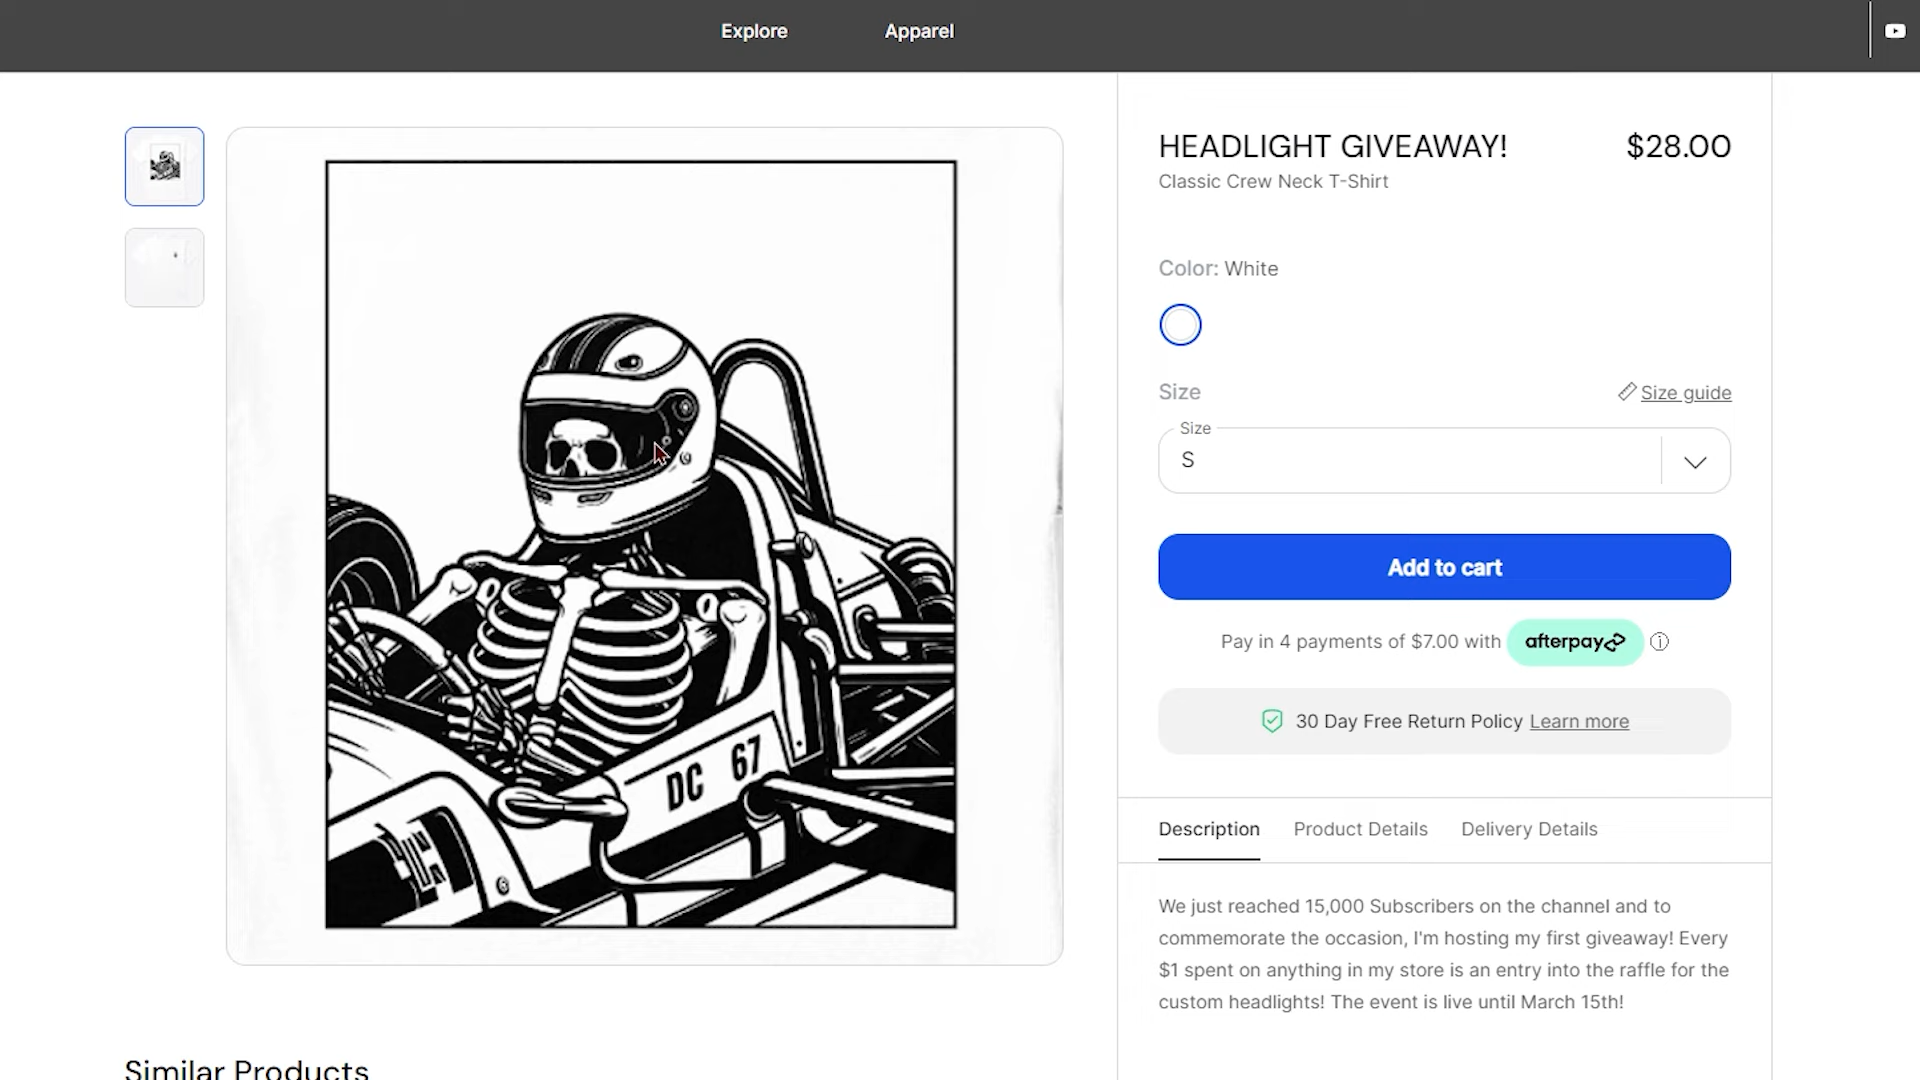 Explore
Apparel
HEADLIGHT GIVEAWAY!
$28.00
Classic Crew Neck T-Shirt
Color: White
Size
Size guide
Size
S
Add to cart
Pay in 4 payments of $7.00 with afterpay
30 Day Free Return Policy Learn more
DC 67
Description
Product Details
Delivery Details
We just reached 15,000 Subscribers on the channel and to
commemorate the occasion, I'm hosting my first giveaway! Every
$1 spent on anything in my store is an entry into the raffle for the
custom headlights! The event is live until March 15th!
Similar Products